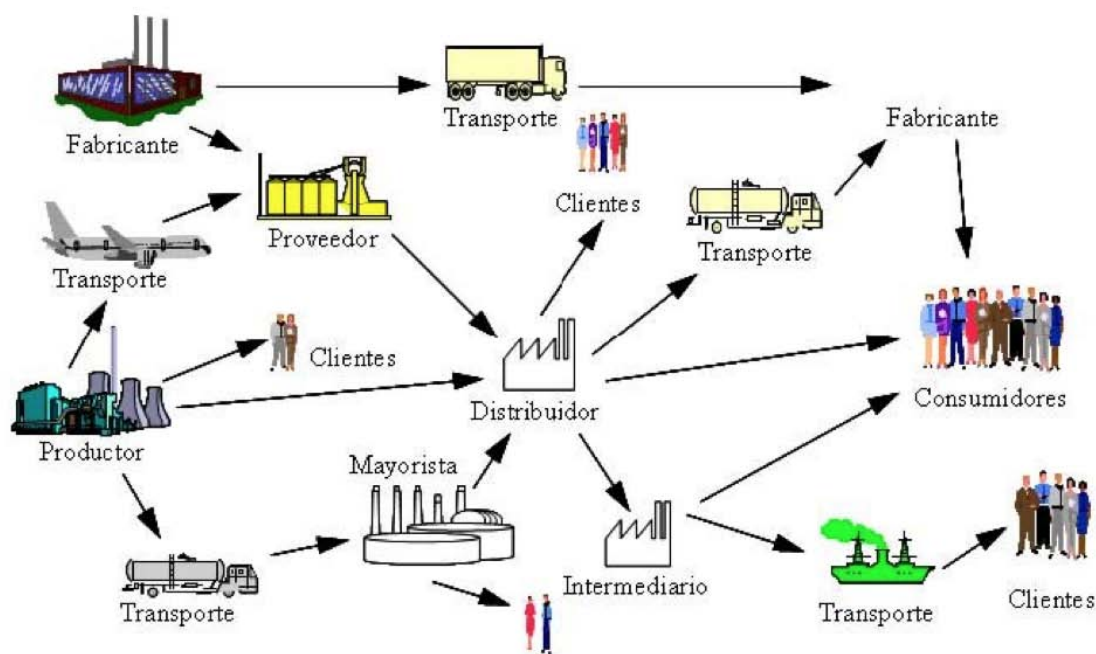 Fabricante
Transporte
Fabricante
Clientes
Proveedor
Transporte
Transporte
Clientes
Consumidores
Distribuidor
Productor
Mayorista
Intermediario
Transporte
Transporte
Clientes